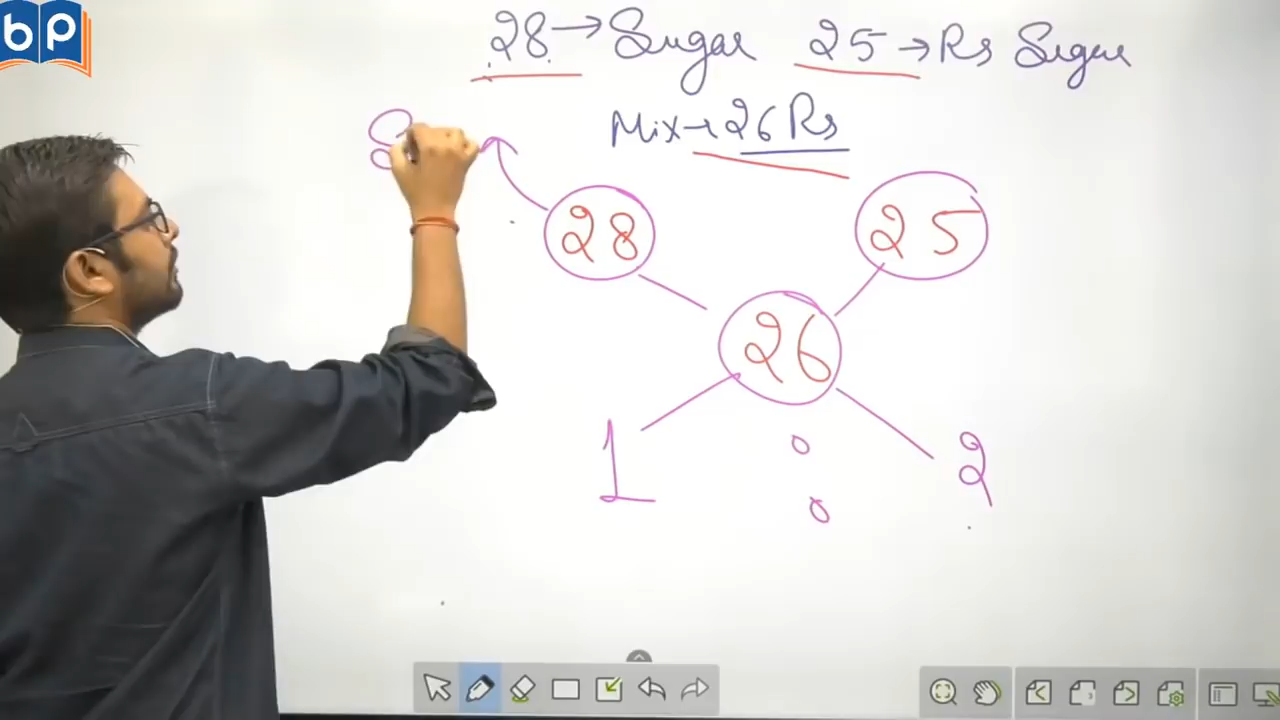 bp
28 → Sugar 25 → Rs Sugar
Mix → 26 Rs
28 25
26
1 : 2